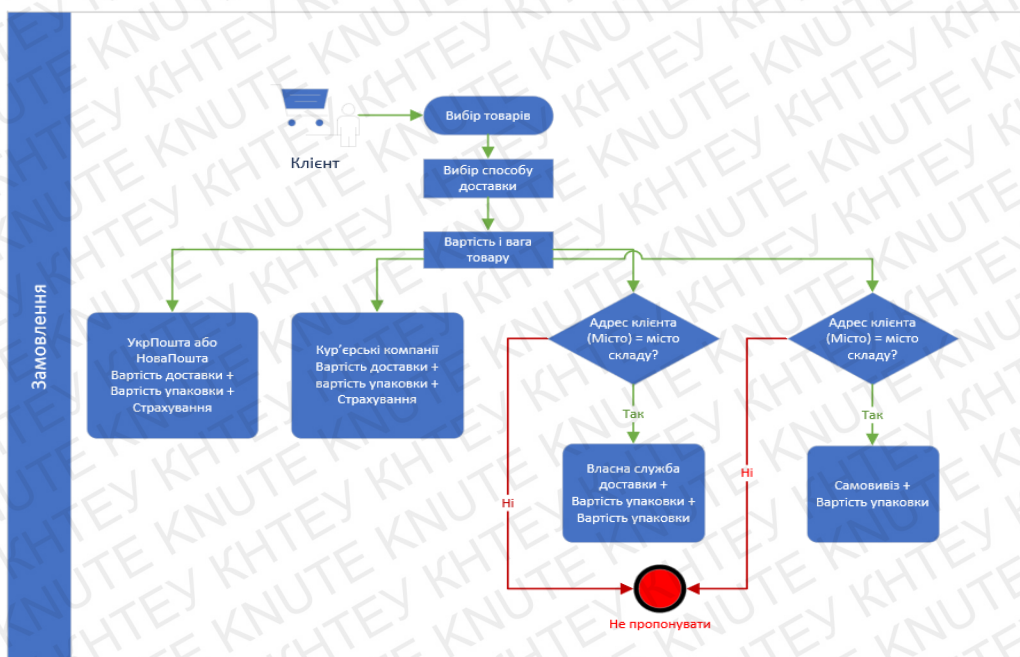 Замовлення
Клієнт
Вибір товарів
Вибір способу
доставки
Вартість і вага
товару
УкрПошта або
НоваПошта
Вартість доставки +
Вартість упаковки +
Страхування
Кур'єрські компанії
Вартість доставки +
вартість упаковки +
Страхування
Адрес клієнта
(Місто) = місто
складу?
Адрес клієнта
(Місто) = місто
складу?
Так
Так
Ні
Ні
Власна служба
доставки +
Вартість упаковки +
Вартість упаковки
Самовивіз +
Вартість упаковки
Не пропонувати
KNUTE КНТЕУ